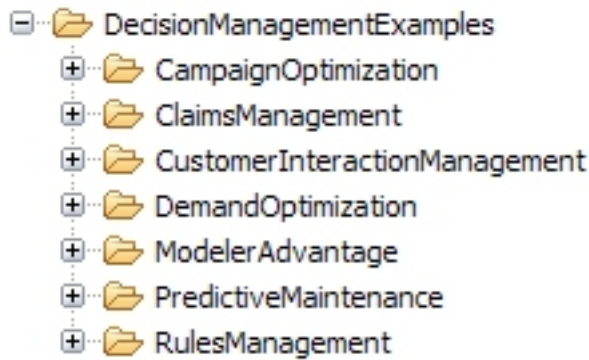 DecisionManagementExamples
CampaignOptimization
ClaimsManagement
CustomerInteractionManagement
DemandOptimization
ModelerAdvantage
PredictiveMaintenance
RulesManagement